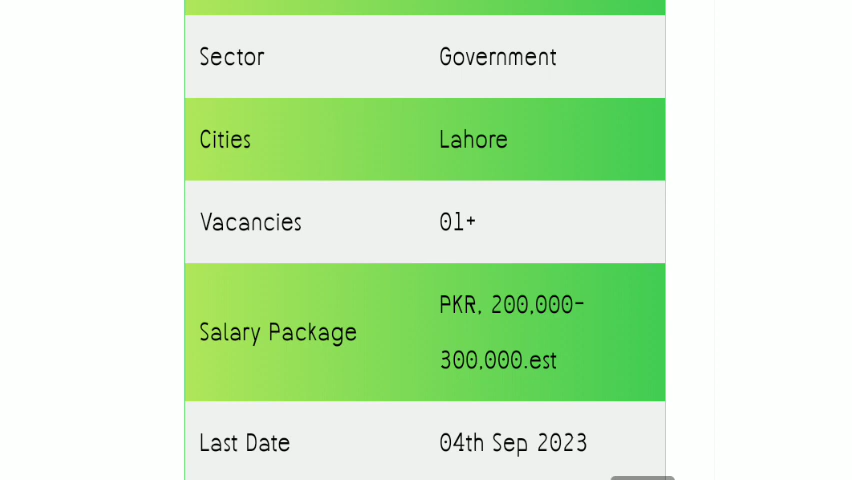 Sector Government
Cities Lahore
Vacancies 01+
Salary Package PKR, 200,000-
300,000.est
Last Date 04th Sep 2023